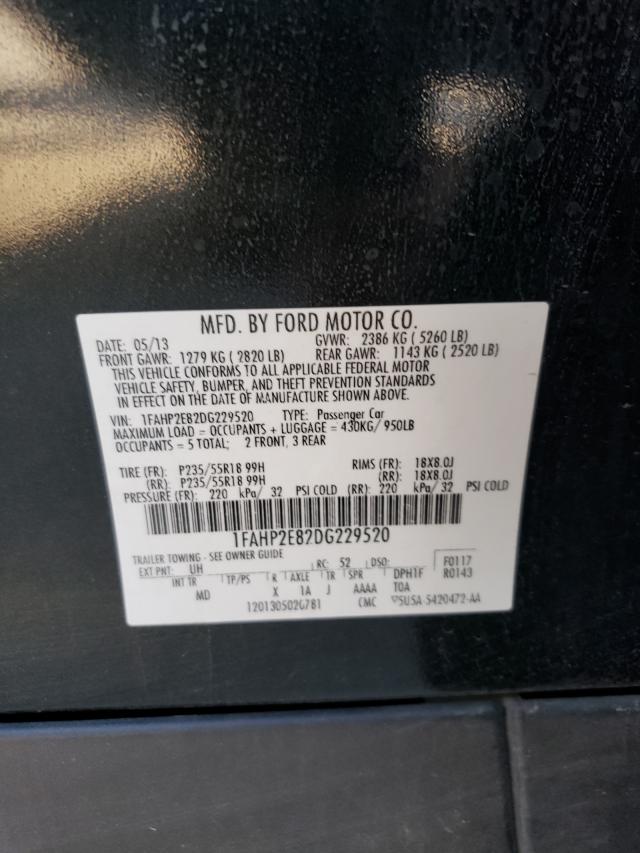 MFD. BY FORD MOTOR CO.
DATE: 05/13 GVWR: 2386 KG ( 5260 LB)
FRONT GAWR: 1279 KG ( 2820 LB) REAR GAWR: 1143 KG ( 2520 LB)
THIS VEHICLE CONFORMS TO ALL APPLICABLE FEDERAL MOTOR
VEHICLE SAFETY, BUMPER, AND THEFT PREVENTION STANDARDS
IN EFFECT ON THE DATE OF MANUFACTURE SHOWN ABOVE.
VIN: 1FAHP2E82DG229520 TYPE: Passenger Car
MAXIMUM LOAD = OCCUPANTS + LUGGAGE = 430KG/ 950LB
OCCUPANTS = 5 TOTAL; 2 FRONT, 3 REAR
TIRE (FR): P235/55R18 99H RIMS (FR): 18X8.0J
(RR): P235/55R18 99H (RR): 18X8.0J
PRESSURE (FR): 220 kPa/ 32 PSI COLD (RR): 220 kPa/ 32 PSI COLD
1FAHP2E82DG229520
TRAILER TOWING - SEE OWNER GUIDE
EXT PNT: UH RC: 52 DSO: F0117
INT TR TP/PS R AXLE TR SPR DPH1F R0143
MD X 1A J AAAA TOA
CMC 5USA-5420472-AA